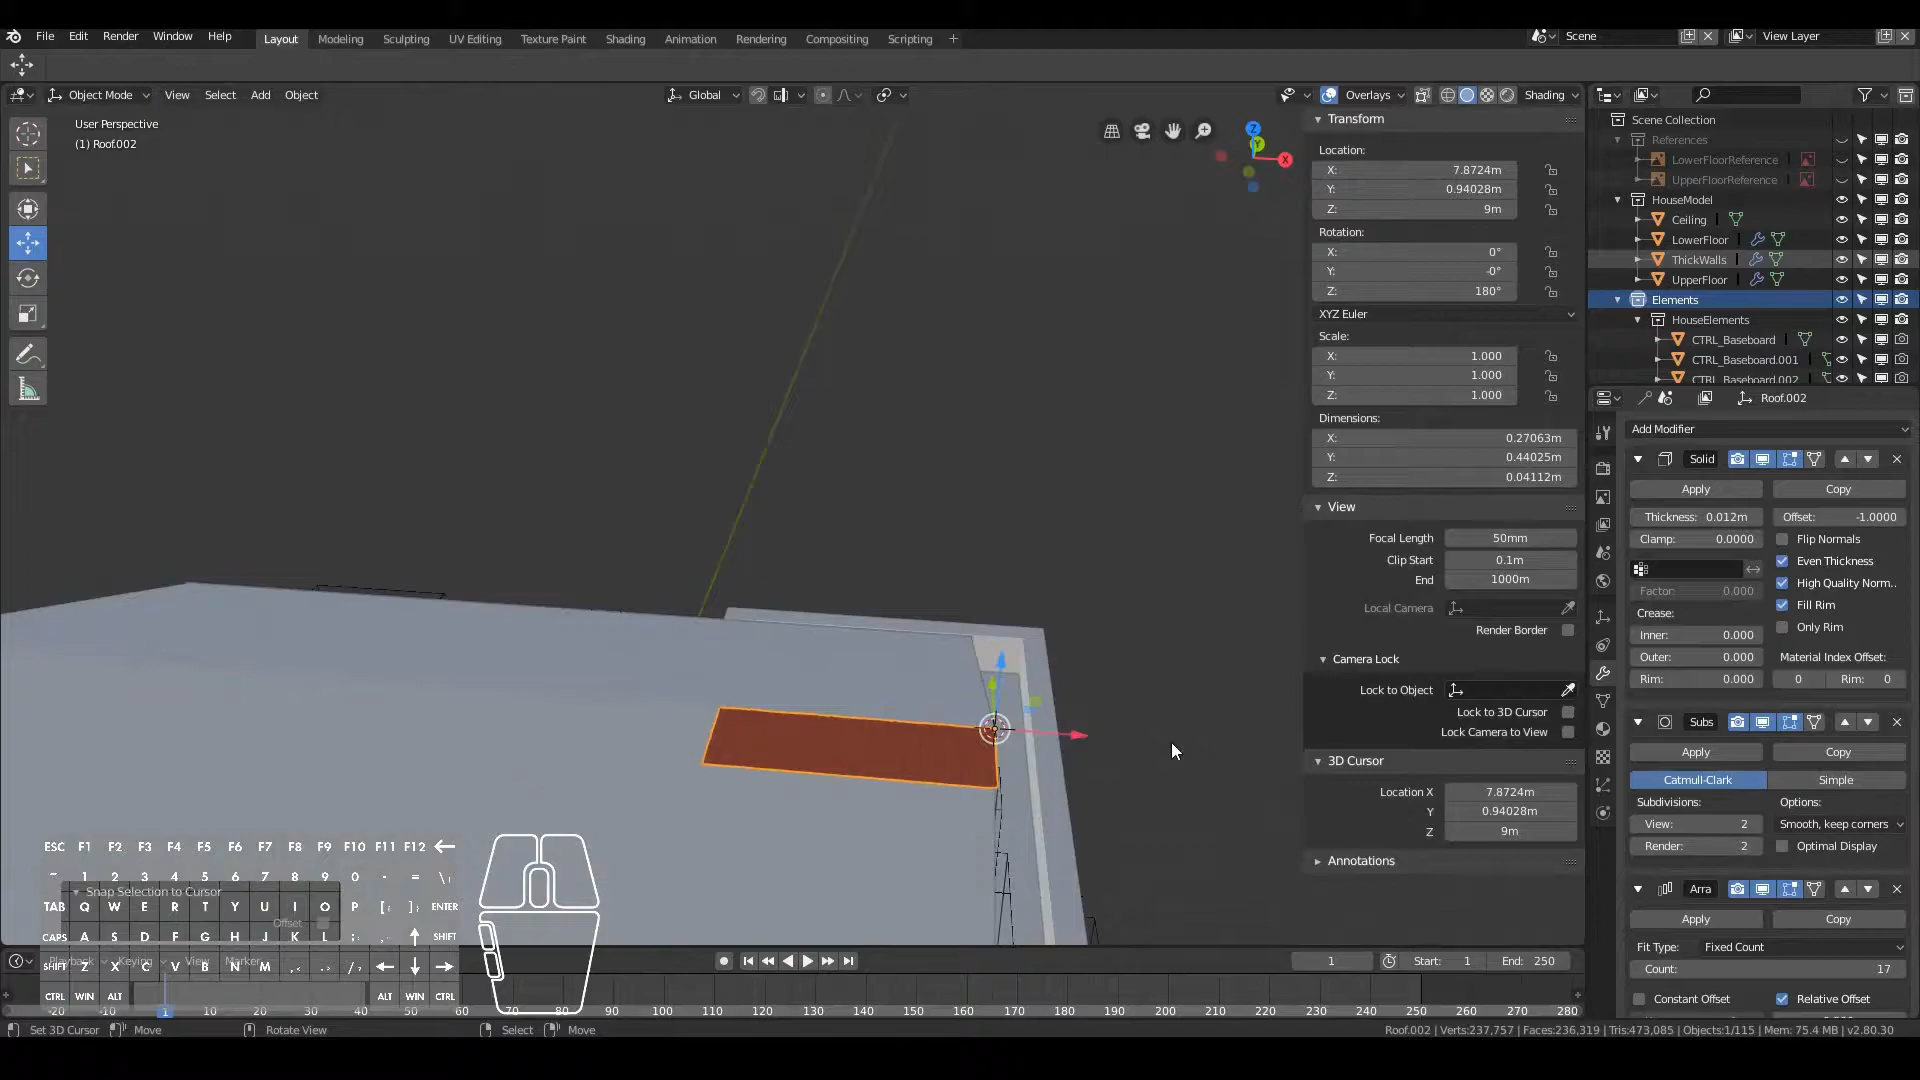 File Edit Render Window Help
Layout Modeling Sculpting UV Editing Texture Paint Shading Animation Rendering Compositing Scripting +
Scene
View Layer
Object Mode View Select Add Object
Global
Overlays
Shading
User Perspective
(1) Roof.002
Transform
Location:
X: 7.8724m
Y: 0.94028m
Z: 9m
Rotation:
X: 0°
Y: -0°
Z: 180°
XYZ Euler
Scale:
X: 1.000
Y: 1.000
Z: 1.000
Dimensions:
X: 0.27063m
Y: 0.44025m
Z: 0.04112m
View
Focal Length 50mm
Clip Start 0.1m
End 1000m
Local Camera
Render Border
Camera Lock
Lock to Object
Lock to 3D Cursor
Lock Camera to View
3D Cursor
Location X 7.8724m
Y 0.94028m
Z 9m
Annotations
Scene Collection
References
LowerFloorReference
UpperFloorReference
HouseModel
Ceiling
LowerFloor
ThickWalls
UpperFloor
Elements
HouseElements
CTRL_Baseboard
CTRL_Baseboard.001
CTRL_Baseboard.002
Roof.002
Add Modifier
Solid
Apply Copy
Thickness: 0.012m Offset: -1.0000
Clamp: 0.0000 Flip Normals
Even Thickness
High Quality Norm..
Factor: 0.000 Fill Rim
Crease: Only Rim
Inner: 0.000
Outer: 0.000 Material Index Offset:
Rim: 0.000 0 Rim: 0
Subs
Apply Copy
Catmull-Clark Simple
Subdivisions: Options:
View: 2 Smooth, keep corners
Render: 2 Optimal Display
Arra
Apply Copy
Fit Type: Fixed Count
Count: 17
Constant Offset Relative Offset
ESC F1 F2 F3 F4 F5 F6 F7 F8 F9 F10 F11 F12
~ 1 2 3 4 5 6 7 8 9 0 - = \
Snap Selection to Cursor
TAB Q W E R T Y U I O P [ ] ENTER
Offset
CAPS A S D F G H J K L ; SHIFT
Playback Keying View Marker
SHIFT Z X C V B N M , . /
CTRL WIN ALT ALT WIN CTRL
1 Start: 1 End: 250
-20 -10 1 10 20 30 40 50 60 70 80 90 100 110 120 130 140 150 160 170 180 190 200 210 220 230 240 250 260 270 280
Set 3D Cursor Move Rotate View Select Move
Roof.002 | Verts:237,757 | Faces:236,319 | Tris:473,085 | Objects:1/115 | Mem: 75.4 MB | v2.80.30
X
Y
Z